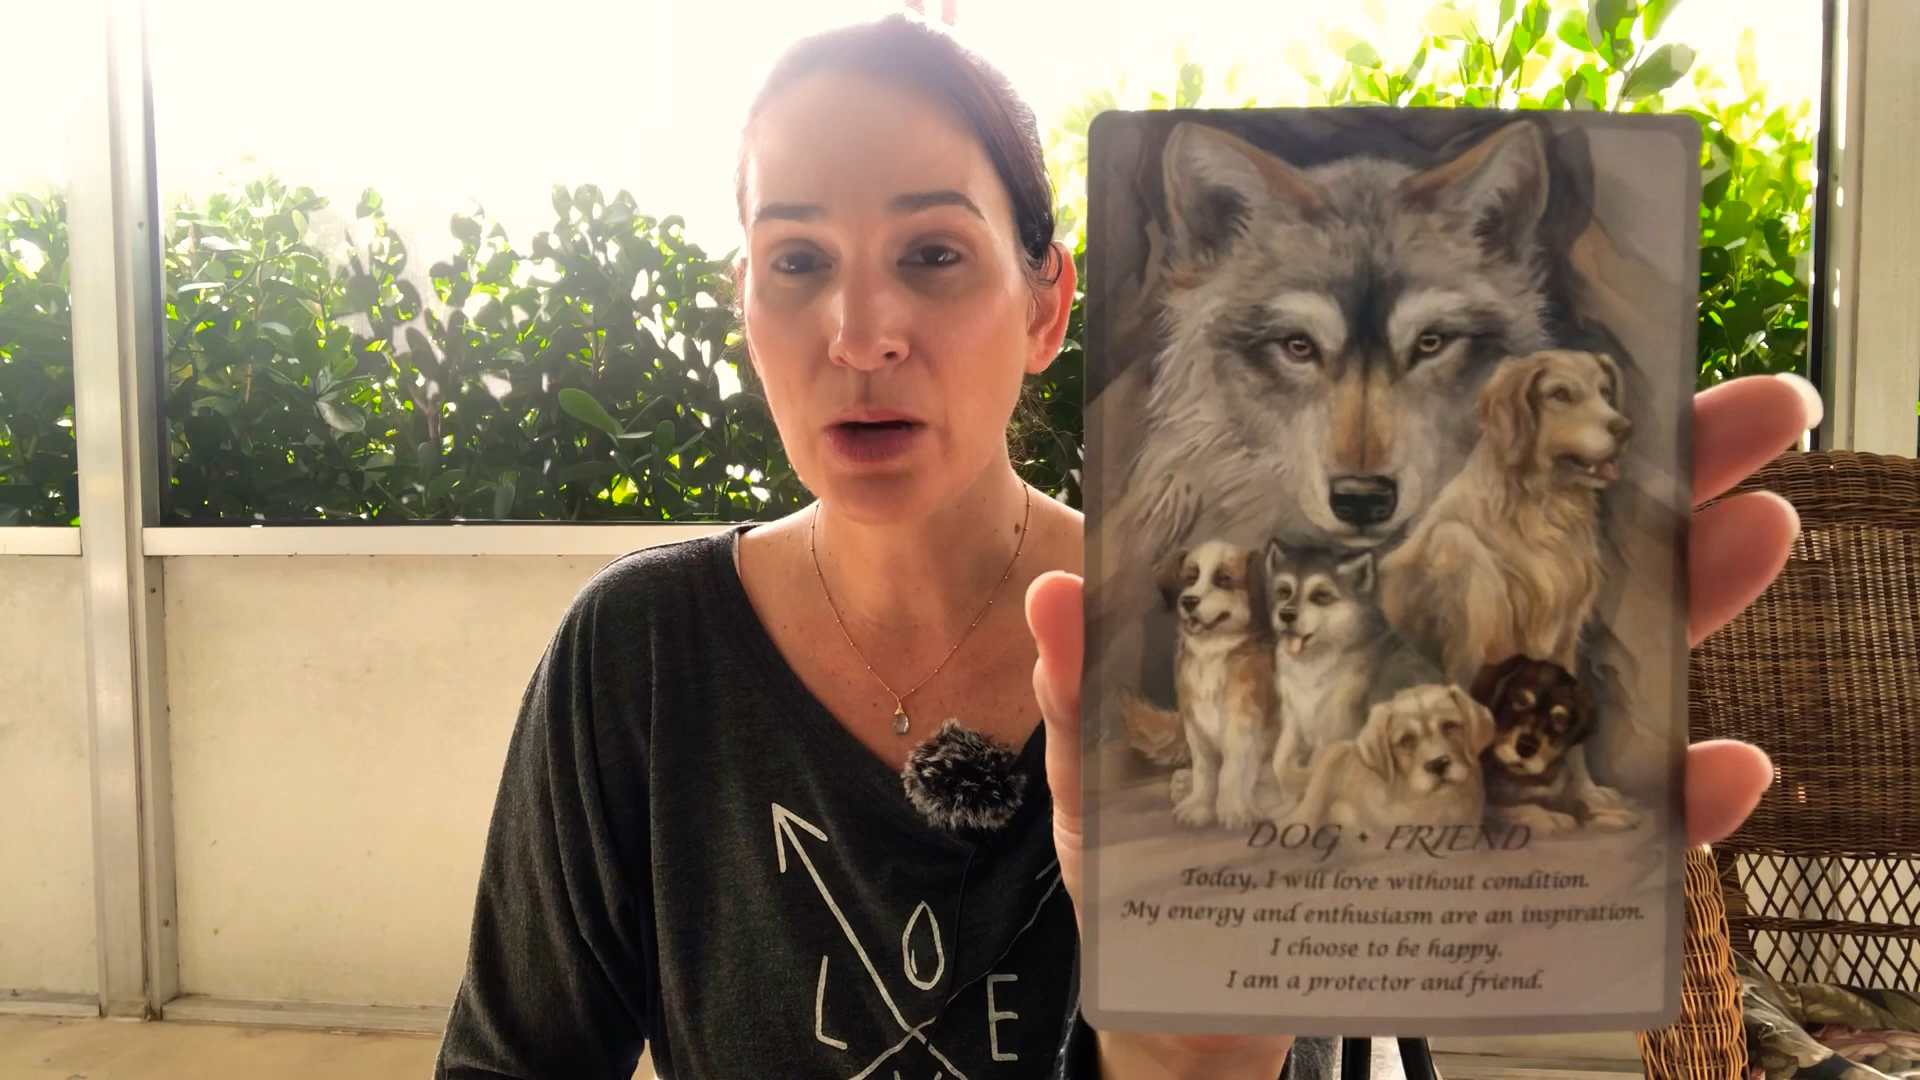 DOG • FRIEND
Today, I will love without condition.
My energy and enthusiasm are an inspiration.
I choose to be happy.
I am a protector and friend.
L O
E